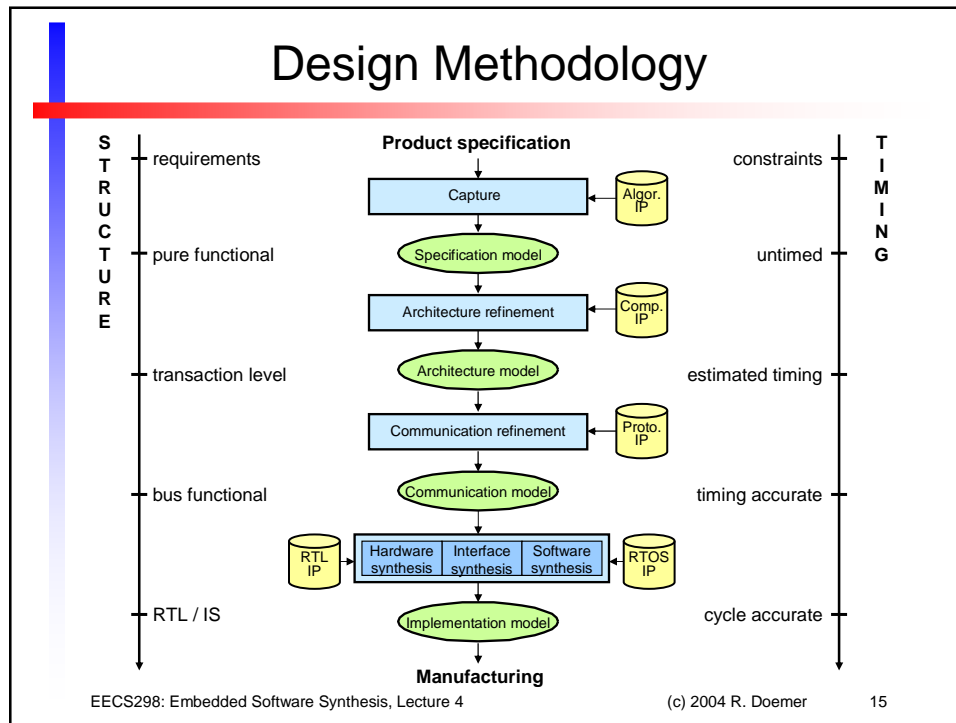 Design Methodology
STRUCTURE
TIMING
Product specification
requirements
constraints
Capture
Algor.
IP
pure functional
Specification model
untimed
Architecture refinement
Comp.
IP
transaction level
Architecture model
estimated timing
Communication refinement
Proto.
IP
bus functional
Communication model
timing accurate
RTL
IP
Hardware
synthesis
Interface
synthesis
Software
synthesis
RTOS
IP
RTL / IS
Implementation model
cycle accurate
Manufacturing
EECS298: Embedded Software Synthesis, Lecture 4
(c) 2004 R. Doemer
15